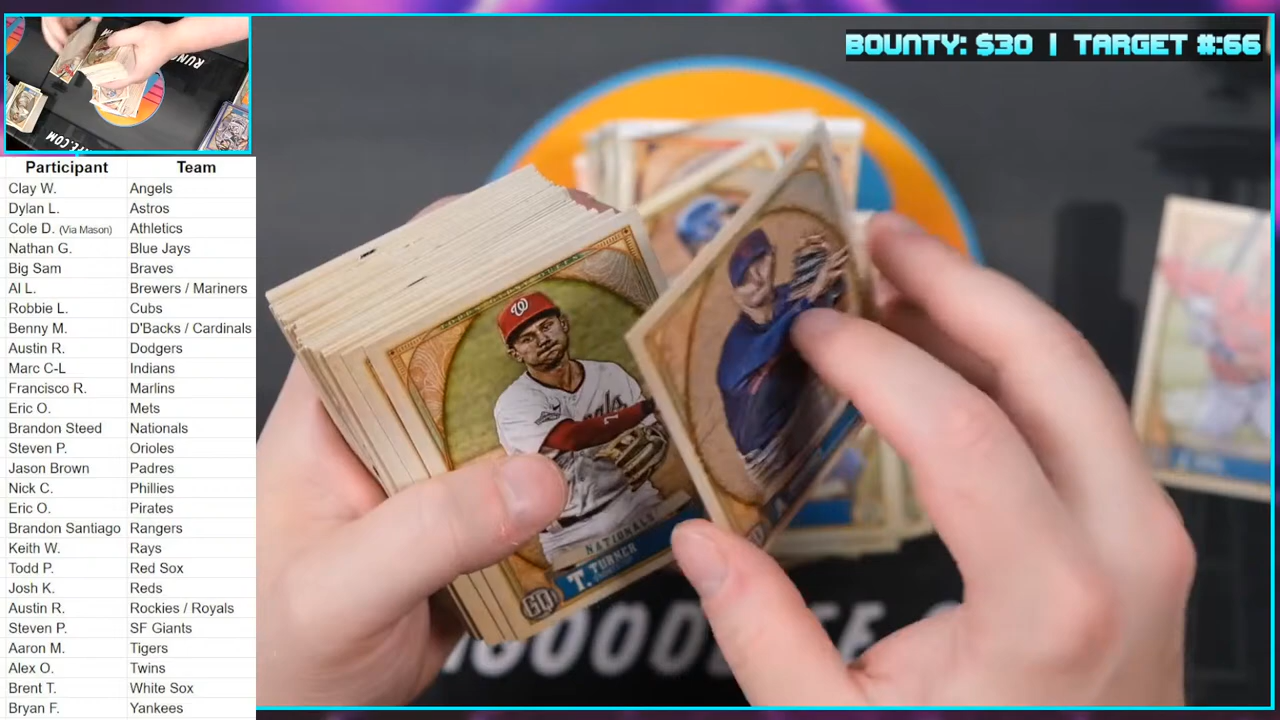 BOUNTY: $30 | TARGET #:66
Participant Team
Clay W. Angels
Dylan L. Astros
Cole D. (Via Mason) Athletics
Nathan G. Blue Jays
Big Sam Braves
Al L. Brewers / Mariners
Robbie L. Cubs
Benny M. D'Backs / Cardinals
Austin R. Dodgers
Marc C-L Indians
Francisco R. Marlins
Eric O. Mets
Brandon Steed Nationals
Steven P. Orioles
Jason Brown Padres
Nick C. Phillies
Eric O. Pirates
Brandon Santiago Rangers
Keith W. Rays
Todd P. Red Sox
Josh K. Reds
Austin R. Rockies / Royals
Steven P. SF Giants
Aaron M. Tigers
Alex O. Twins
Brent T. White Sox
Bryan F. Yankees
W
NATIONALS
T. TURNER
GQ